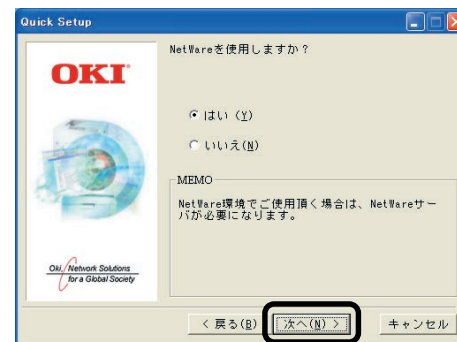 Quick Setup
NetWareを使用しますか？
OKI
はい (Y)
いいえ(N)
MEMO
NetWare環境でご使用頂く場合は、NetWareサー
バが必要になります。
Oki, Network Solutions
for a Global Society
< 戻る(B)
次へ(N) >
キャンセル